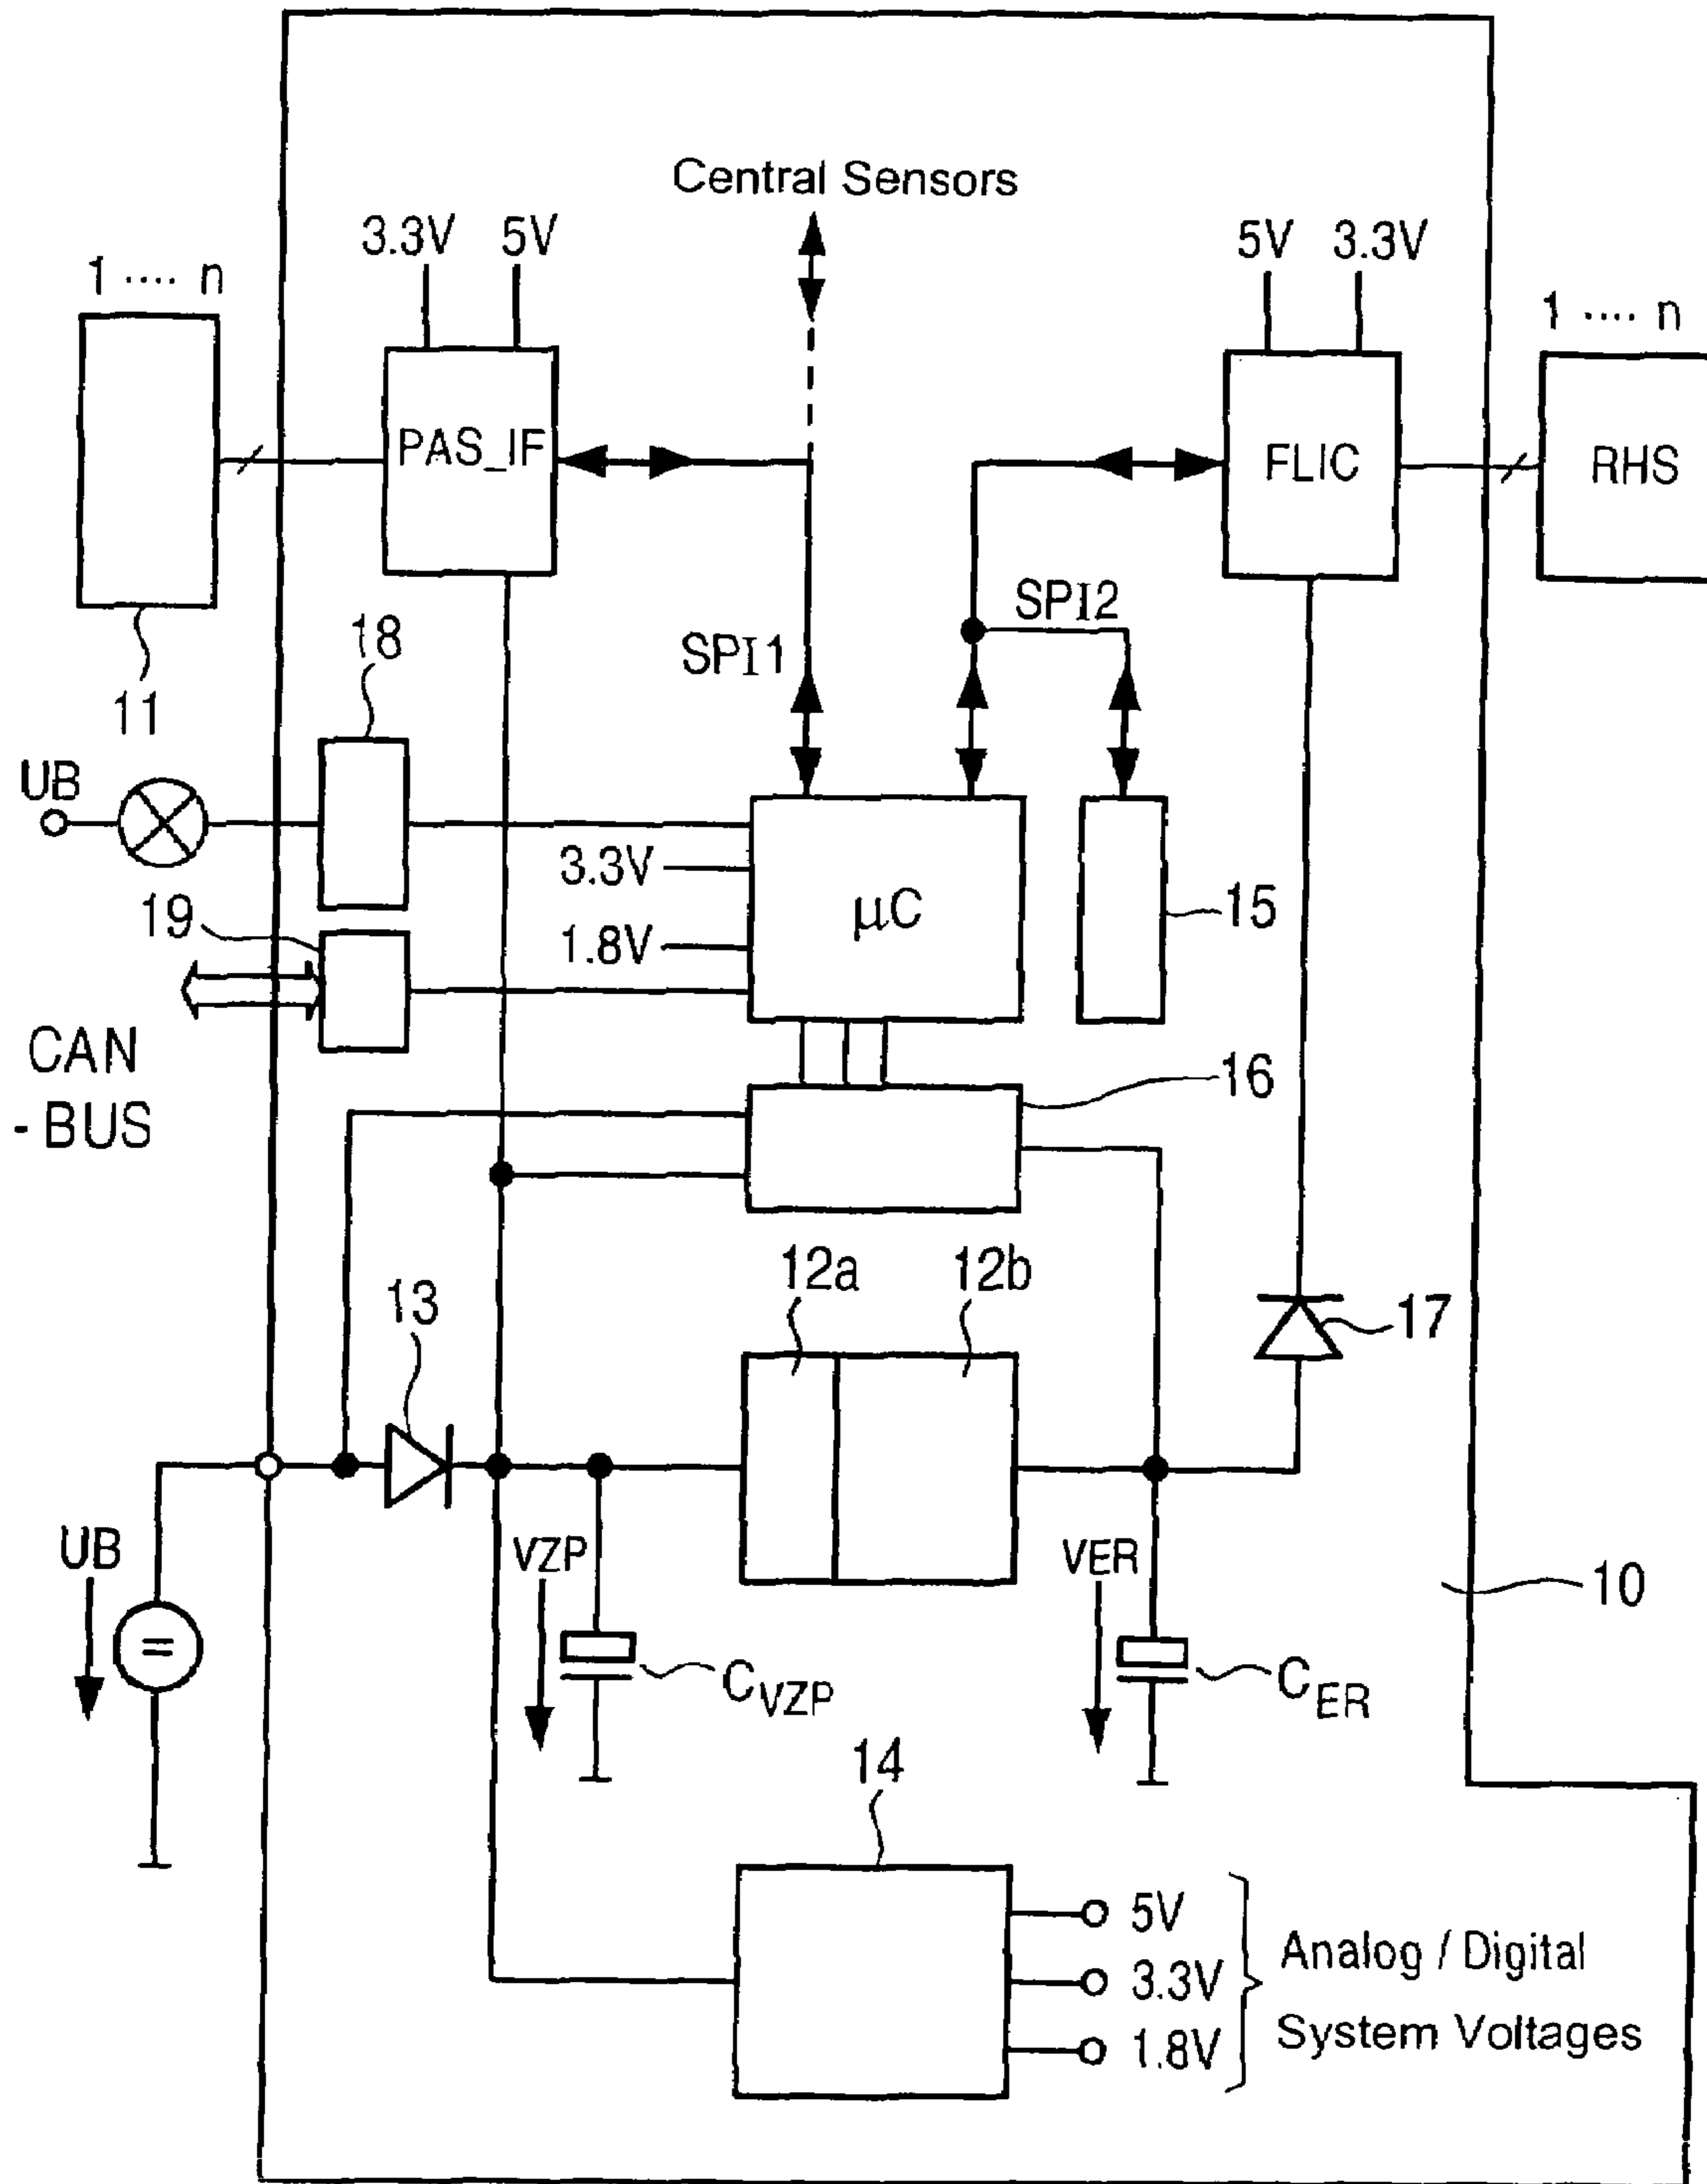 Central Sensors
3.3V 5V
5V 3.3V
1 ···· n
1 ···· n
PAS_IF
FLIC
RHS
SPI2
18
SPI1
11
UB
3.3V
µC
15
19
1.8V
CAN
- BUS
16
12a 12b
13
17
UB
VZP
VER
10
CVZP
CER
14
5V
3.3V
1.8V
Analog / Digital
System Voltages